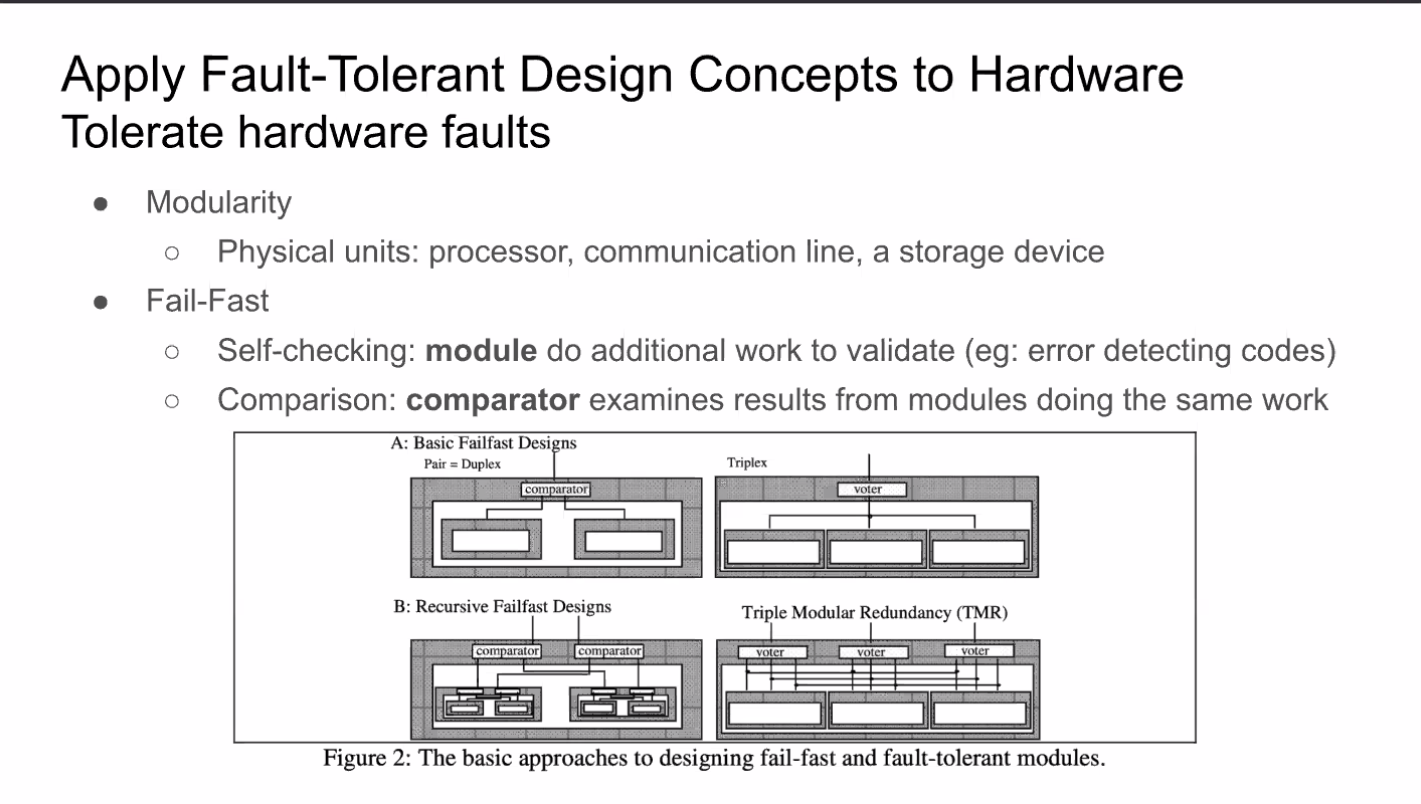 Apply Fault-Tolerant Design Concepts to Hardware
Tolerate hardware faults
● Modularity
○ Physical units: processor, communication line, a storage device
● Fail-Fast
○ Self-checking: module do additional work to validate (eg: error detecting codes)
○ Comparison: comparator examines results from modules doing the same work
A: Basic Failfast Designs
Pair = Duplex
Triplex
comparator
voter
B: Recursive Failfast Designs
Triple Modular Redundancy (TMR)
comparator comparator
voter voter voter
Figure 2: The basic approaches to designing fail-fast and fault-tolerant modules.